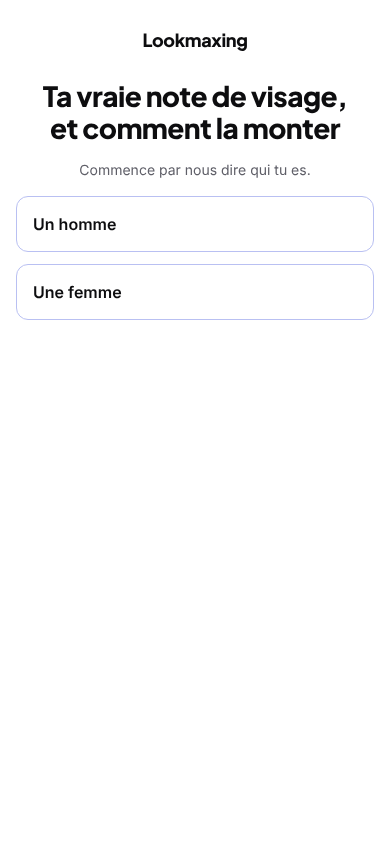 Lookmaxing
Ta vraie note de visage,
et comment la monter
Commence par nous dire qui tu es.
Un homme
Une femme